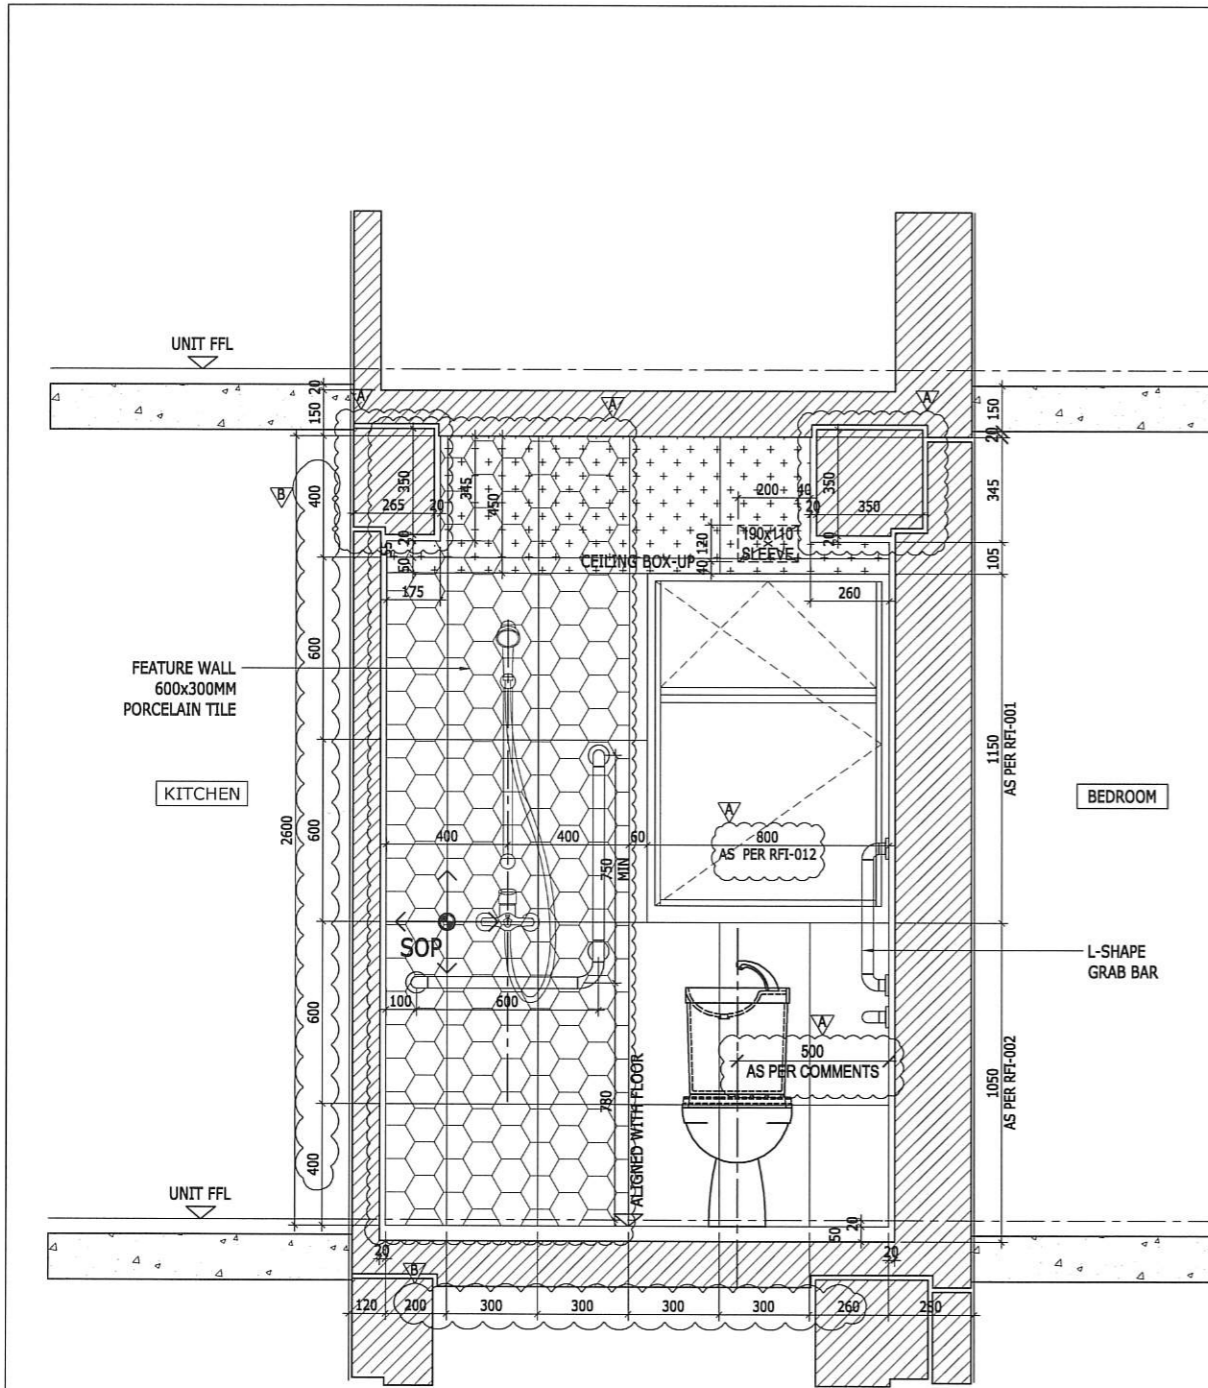 UNIT FFL
20
150
A
A
A
150
20
B
400
350
265
20
345
450
200
40
20
350
350
345
190x110
SLEEVE
120
20
20
CEILING BOX-UP
40
50
105
175
260
FEATURE WALL
600x300MM
PORCELAIN TILE
600
1150
AS PER RFI-001
KITCHEN
BEDROOM
2600
600
A
400
400
60
800
AS PER RFI-012
750
MIN
SOP
L-SHAPE
GRAB BAR
100
600
600
A
500
AS PER COMMENTS
1050
AS PER RFI-002
780
ALIGNED WITH FLOOR
400
UNIT FFL
20
50
20
20
B
120
200
300
300
300
300
260
250